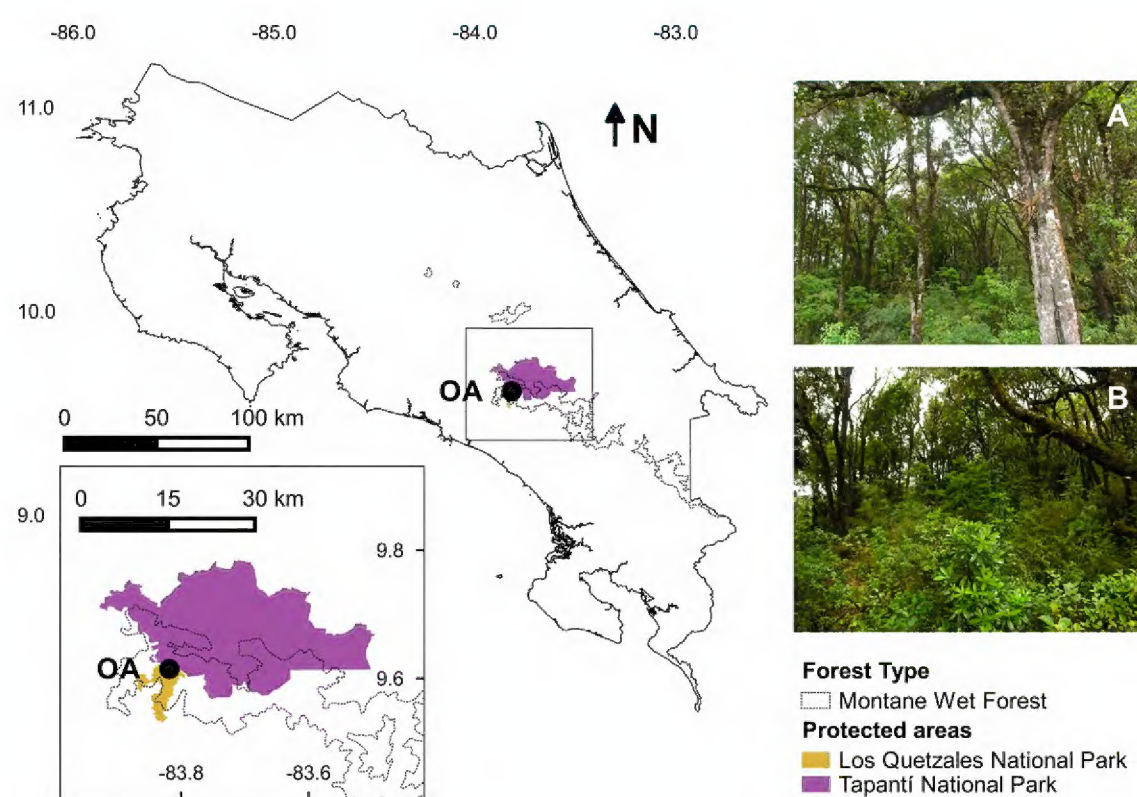 -86.0 -85.0 -84.0 -83.0
11.0
N
A
10.0
OA
0 50 100 km
B
9.0
0 15 30 km
9.8
OA
9.6
-83.8 -83.6
Forest Type
Montane Wet Forest
Protected areas
Los Quetzales National Park
Tapantí National Park